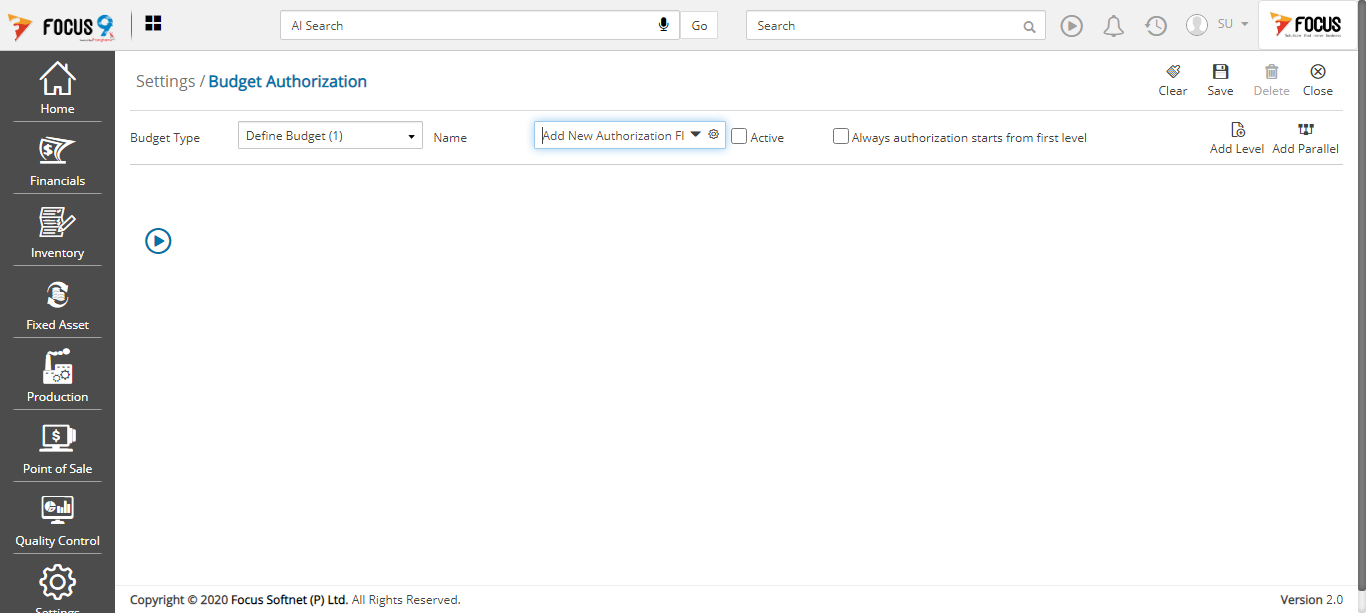 FOCUS 9
AI Search
Go
Search
SU
FOCUS
Home
Financials
Inventory
Fixed Asset
Production
Point of Sale
Quality Control
Settings
Settings / Budget Authorization
Clear
Save
Delete
Close
Budget Type
Define Budget (1)
Name
Add New Authorization Fl
Active
Always authorization starts from first level
Add Level
Add Parallel
Copyright © 2020 Focus Softnet (P) Ltd. All Rights Reserved.
Version 2.0